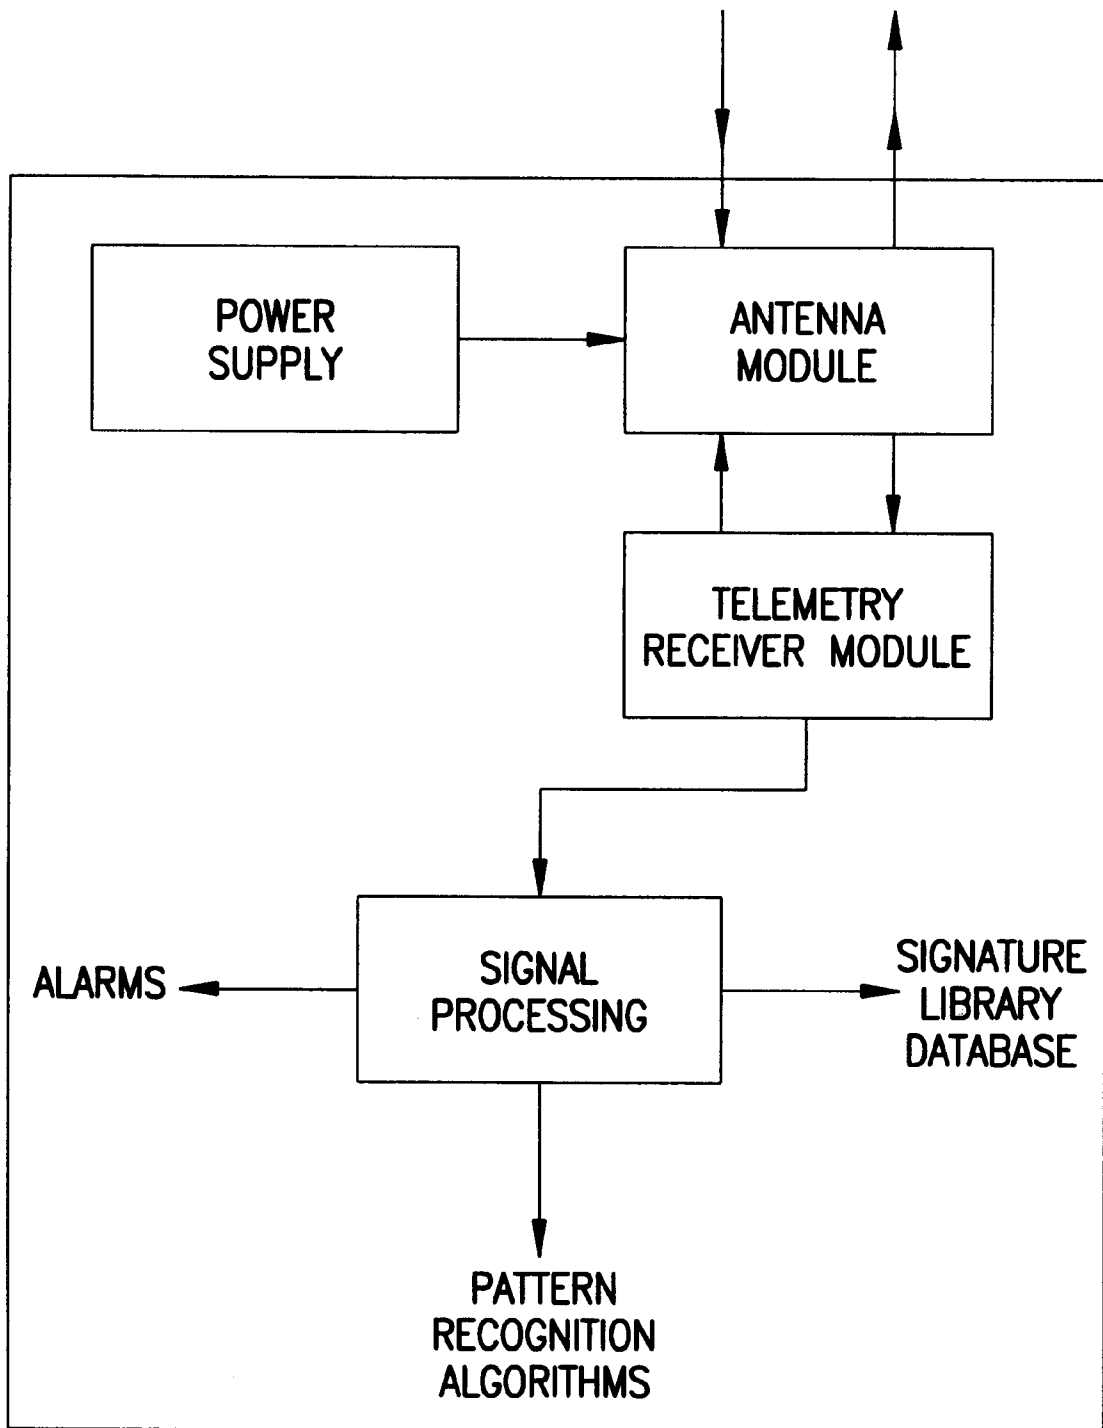 POWER
SUPPLY
ANTENNA
MODULE
TELEMETRY
RECEIVER MODULE
SIGNAL
PROCESSING
ALARMS
SIGNATURE
LIBRARY
DATABASE
PATTERN
RECOGNITION
ALGORITHMS